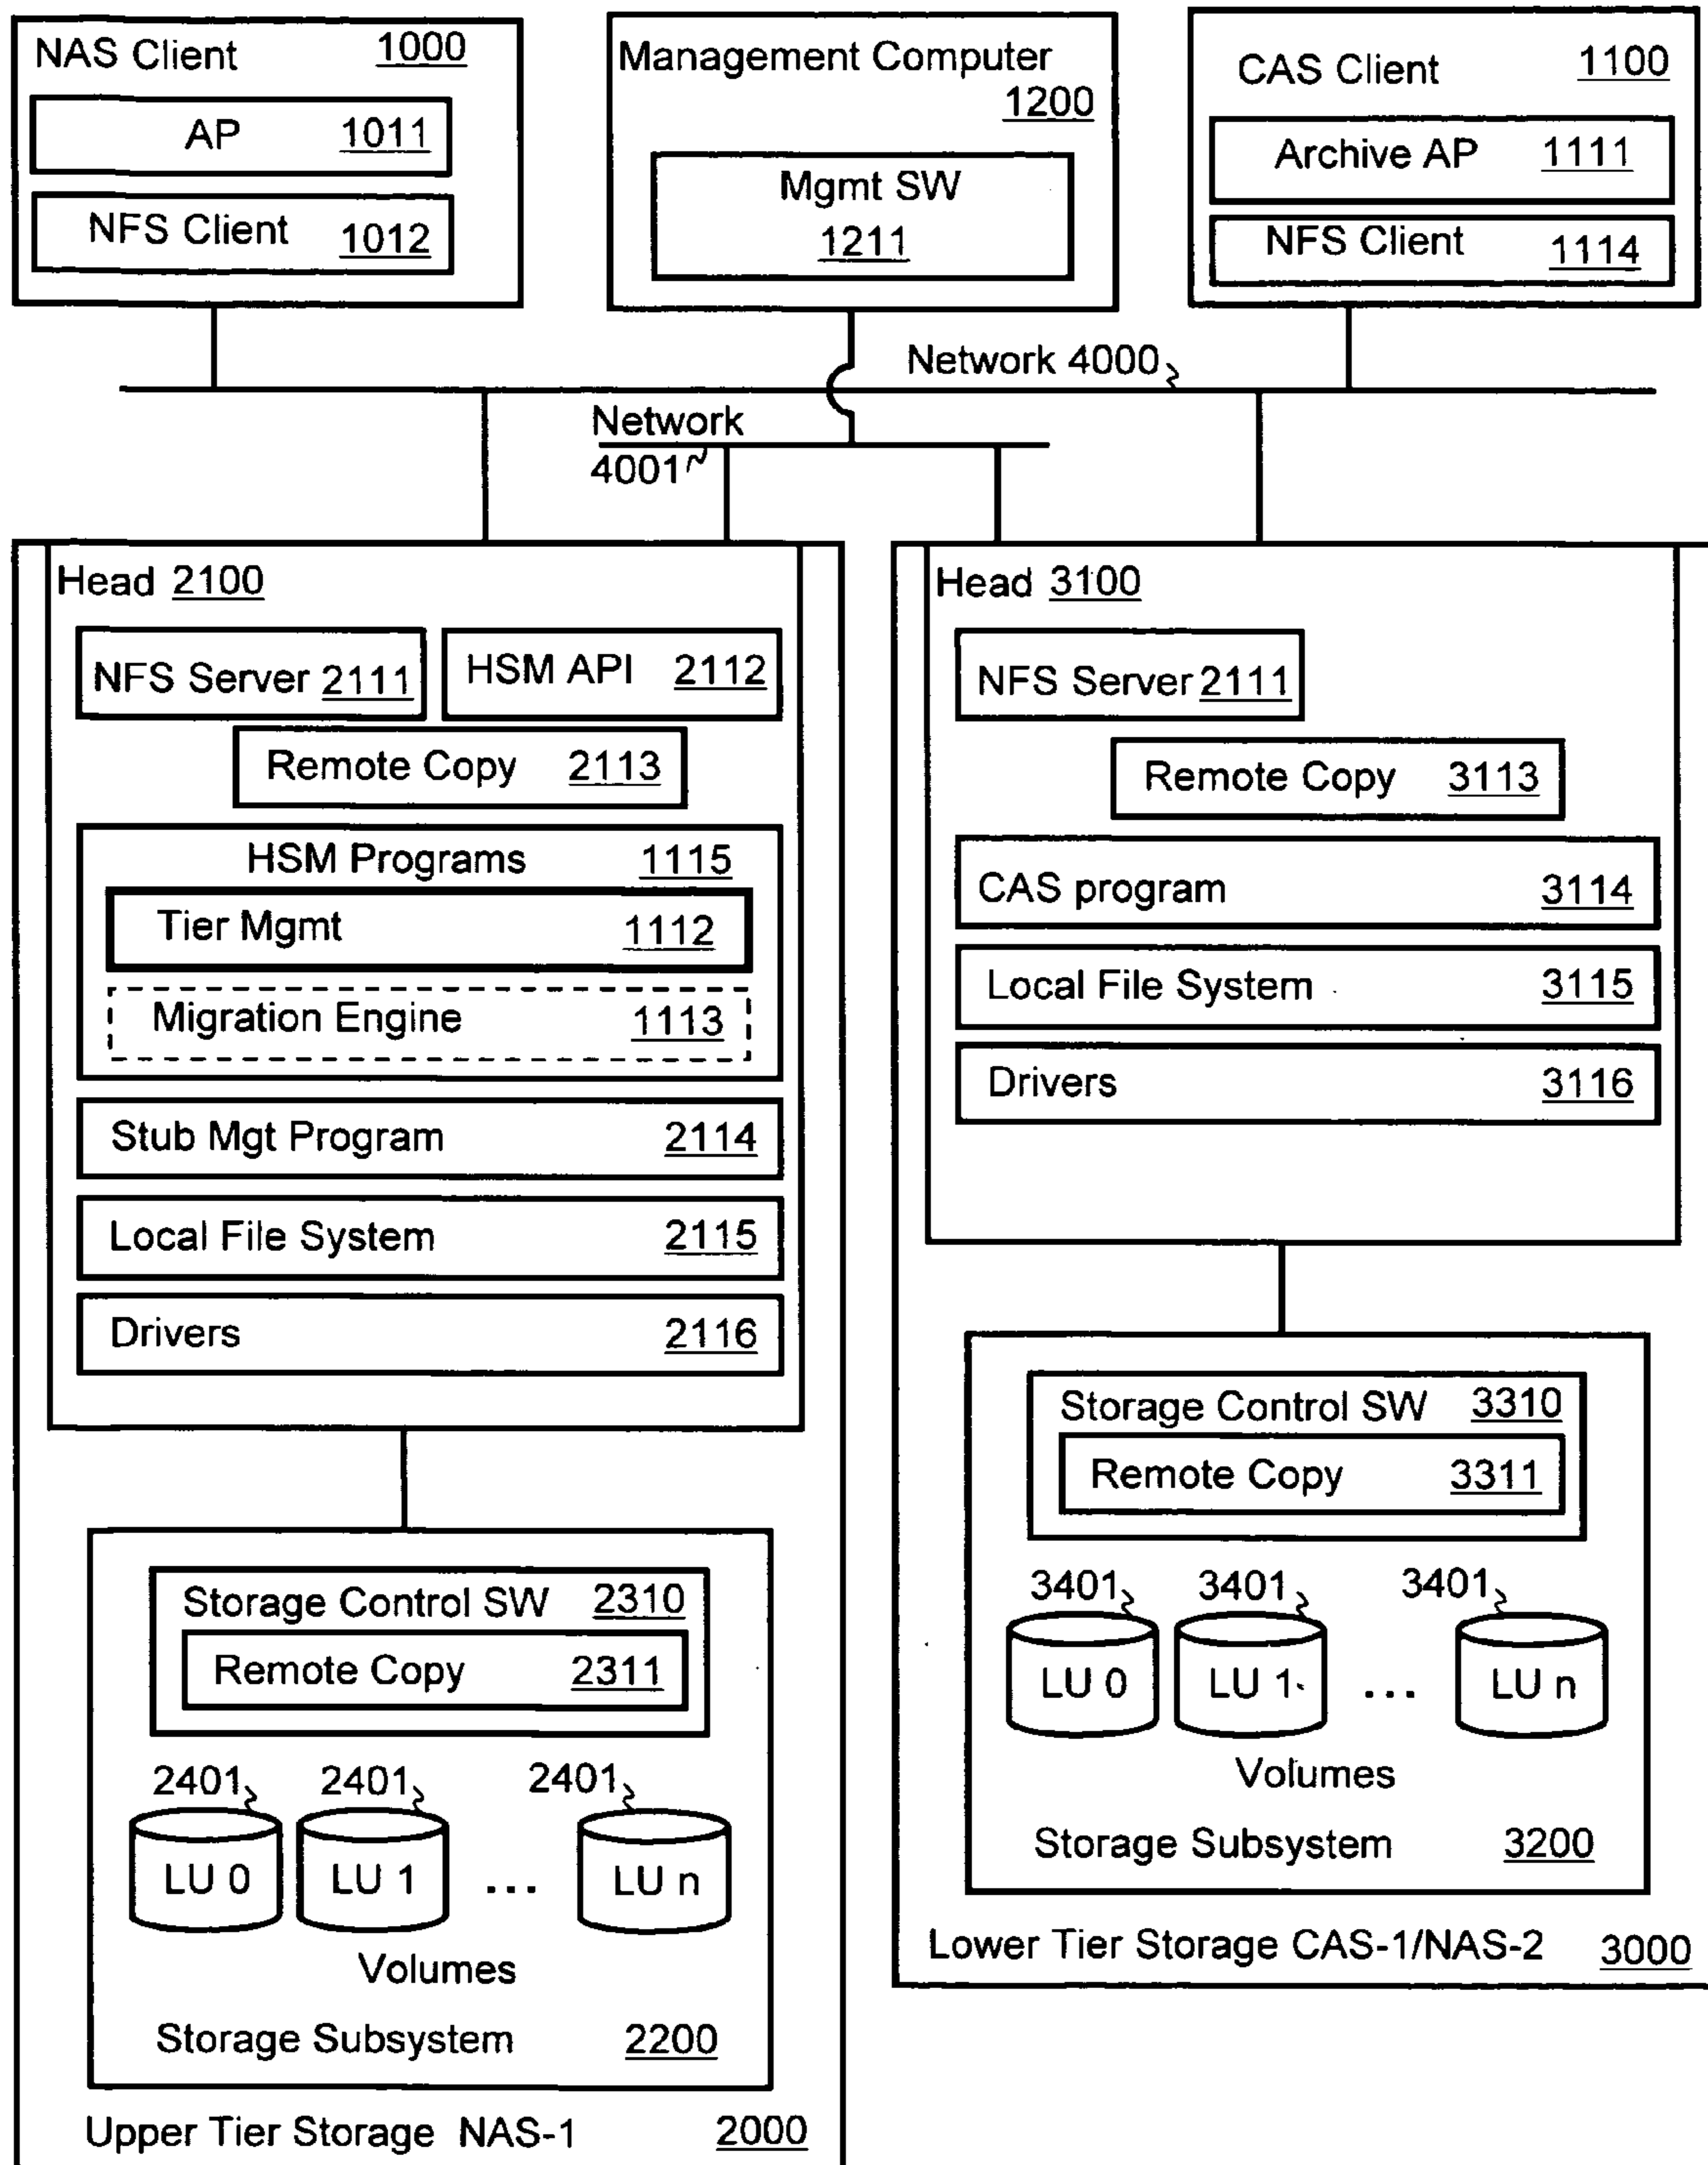 NAS Client 1000
AP 1011
NFS Client 1012
Management Computer
1200
Mgmt SW
1211
CAS Client 1100
Archive AP 1111
NFS Client 1114
Network 4000
Network
4001
Head 2100
NFS Server 2111
HSM API 2112
Remote Copy 2113
HSM Programs 1115
Tier Mgmt 1112
Migration Engine 1113
Stub Mgt Program 2114
Local File System 2115
Drivers 2116
Storage Control SW 2310
Remote Copy 2311
2401 2401 2401
LU 0 LU 1 ... LU n
Volumes
Storage Subsystem 2200
Upper Tier Storage NAS-1 2000
Head 3100
NFS Server 2111
Remote Copy 3113
CAS program 3114
Local File System 3115
Drivers 3116
Storage Control SW 3310
Remote Copy 3311
3401 3401 3401
LU 0 LU 1 ... LU n
Volumes
Storage Subsystem 3200
Lower Tier Storage CAS-1/NAS-2 3000